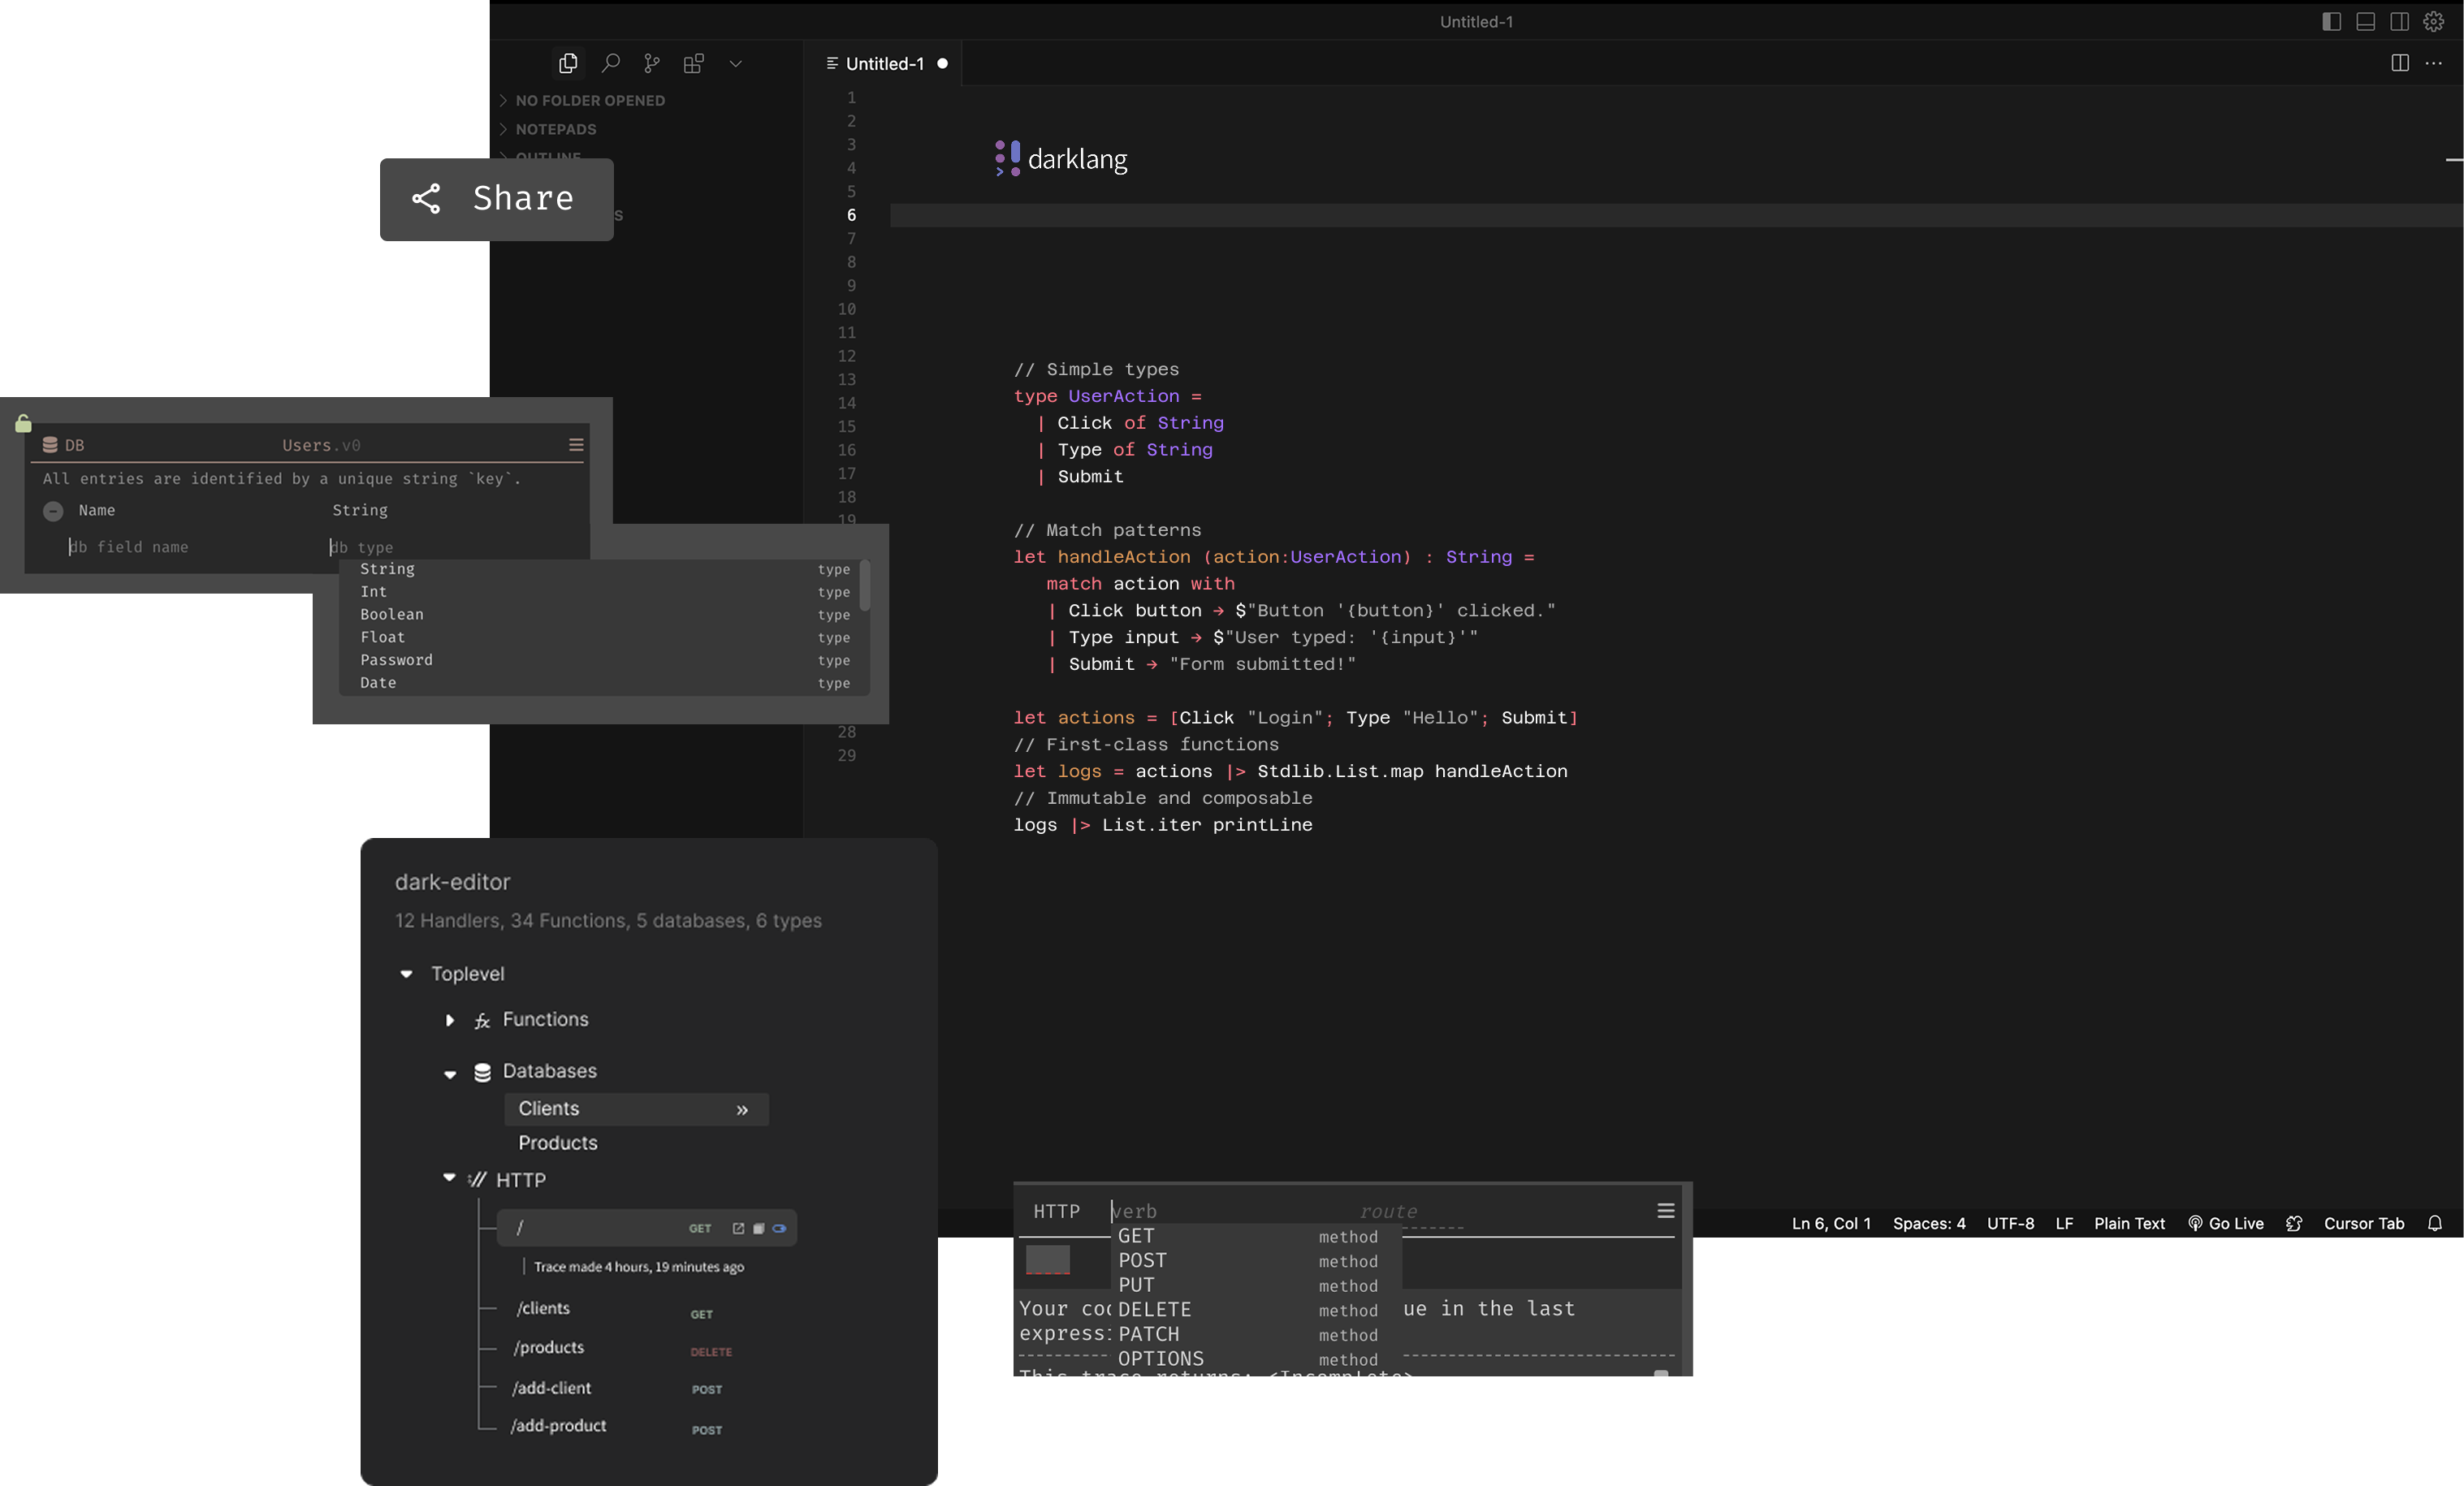 Untitled-1
Untitled-1
NO FOLDER OPENED
NOTEPADS
OUTLINE
Share
S
1
2
3
4
5
6
7
8
9
10
11
12
13
14
15
16
17
18
19
28
29
darklang
// Simple types
type UserAction =
| Click of String
| Type of String
| Submit
// Match patterns
let handleAction (action:UserAction) : String =
match action with
| Click button → $"Button '{button}' clicked."
| Type input → $"User typed: '{input}'"
| Submit → "Form submitted!"
let actions = [Click "Login"; Type "Hello"; Submit]
// First-class functions
let logs = actions |> Stdlib.List.map handleAction
// Immutable and composable
logs |> List.iter printLine
DB Users.v0
All entries are identified by a unique string `key`.
Name String
db field name db type
String type
Int type
Boolean type
Float type
Password type
Date type
dark-editor
12 Handlers, 34 Functions, 5 databases, 6 types
Toplevel
fx Functions
Databases
Clients »
Products
:// HTTP
/ GET
Trace made 4 hours, 19 minutes ago
/clients GET
/products DELETE
/add-client POST
/add-product POST
HTTP verb route
GET method
POST method
PUT method
Your DELETE method ue in the last
PATCH method
OPTIONS method
This trace returns: <Incomplete>
Ln 6, Col 1 Spaces: 4 UTF-8 LF Plain Text Go Live Cursor Tab